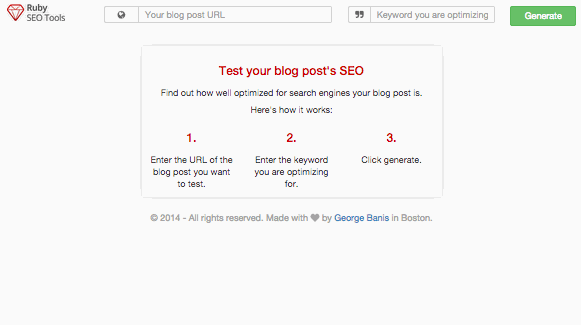 Ruby
SEO Tools
Your blog post URL
Keyword you are optimizing
Generate
Test your blog post's SEO
Find out how well optimized for search engines your blog post is.
Here's how it works:
1.
Enter the URL of the
blog post you want
to test.
2.
Enter the keyword
you are optimizing
for.
3.
Click generate.
© 2014 - All rights reserved. Made with ❤ by George Banis in Boston.